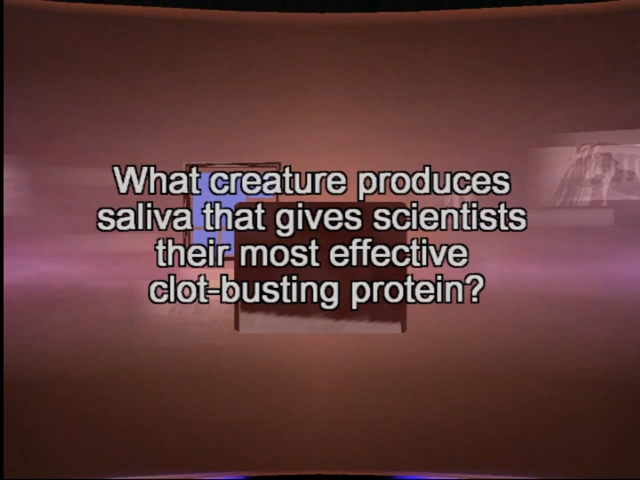 What creature produces
saliva that gives scientists
their most effective
clot-busting protein?